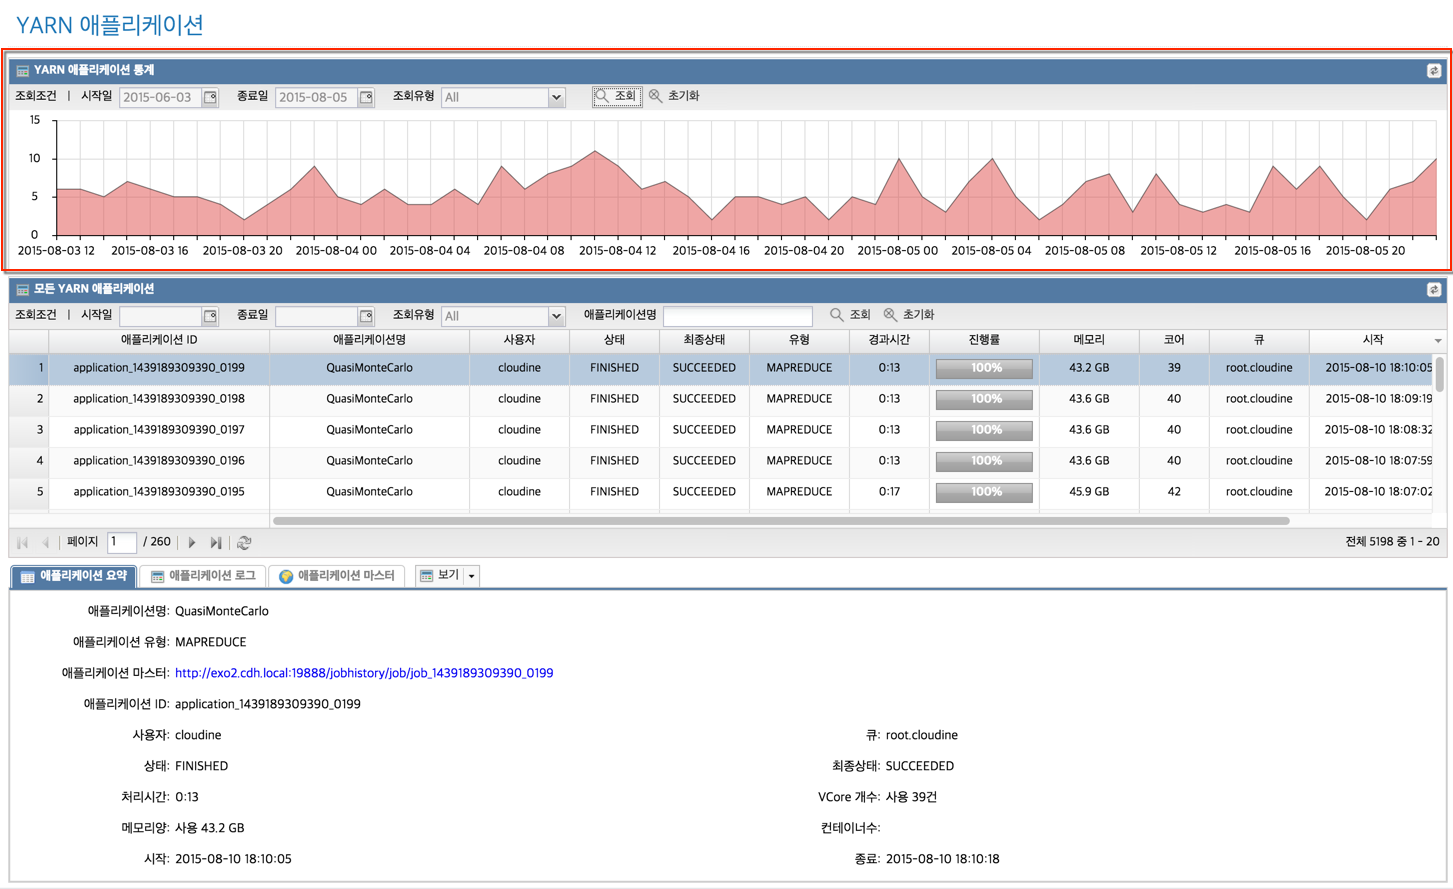 YARN 애플리케이션
YARN 애플리케이션 통계
조회조건 | 시작일 2015-06-03 종료일 2015-08-05 조회유형 All 조회 초기화
15
10
5
0
2015-08-03 12 2015-08-03 16 2015-08-03 20 2015-08-04 00 2015-08-04 04 2015-08-04 08 2015-08-04 12 2015-08-04 16 2015-08-04 20 2015-08-05 00 2015-08-05 04 2015-08-05 08 2015-08-05 12 2015-08-05 16 2015-08-05 20
모든 YARN 애플리케이션
조회조건 | 시작일 종료일 조회유형 All 애플리케이션명 조회 초기화
애플리케이션 ID 애플리케이션명 사용자 상태 최종상태 유형 경과시간 진행률 메모리 코어 큐 시작
1 application_1439189309390_0199 QuasiMonteCarlo cloudine FINISHED SUCCEEDED MAPREDUCE 0:13 100% 43.2 GB 39 root.cloudine 2015-08-10 18:10:05
2 application_1439189309390_0198 QuasiMonteCarlo cloudine FINISHED SUCCEEDED MAPREDUCE 0:13 100% 43.6 GB 40 root.cloudine 2015-08-10 18:09:19
3 application_1439189309390_0197 QuasiMonteCarlo cloudine FINISHED SUCCEEDED MAPREDUCE 0:13 100% 43.6 GB 40 root.cloudine 2015-08-10 18:08:32
4 application_1439189309390_0196 QuasiMonteCarlo cloudine FINISHED SUCCEEDED MAPREDUCE 0:13 100% 43.6 GB 40 root.cloudine 2015-08-10 18:07:59
5 application_1439189309390_0195 QuasiMonteCarlo cloudine FINISHED SUCCEEDED MAPREDUCE 0:17 100% 45.9 GB 42 root.cloudine 2015-08-10 18:07:02
페이지 1 / 260 전체 5198 중 1 - 20
애플리케이션 요약 애플리케이션 로그 애플리케이션 마스터 보기
애플리케이션명: QuasiMonteCarlo
애플리케이션 유형: MAPREDUCE
애플리케이션 마스터: http://exo2.cdh.local:19888/jobhistory/job/job_1439189309390_0199
애플리케이션 ID: application_1439189309390_0199
사용자: cloudine 큐: root.cloudine
상태: FINISHED 최종상태: SUCCEEDED
처리시간: 0:13 VCore 개수: 사용 39건
메모리양: 사용 43.2 GB 컨테이너수:
시작: 2015-08-10 18:10:05 종료: 2015-08-10 18:10:18